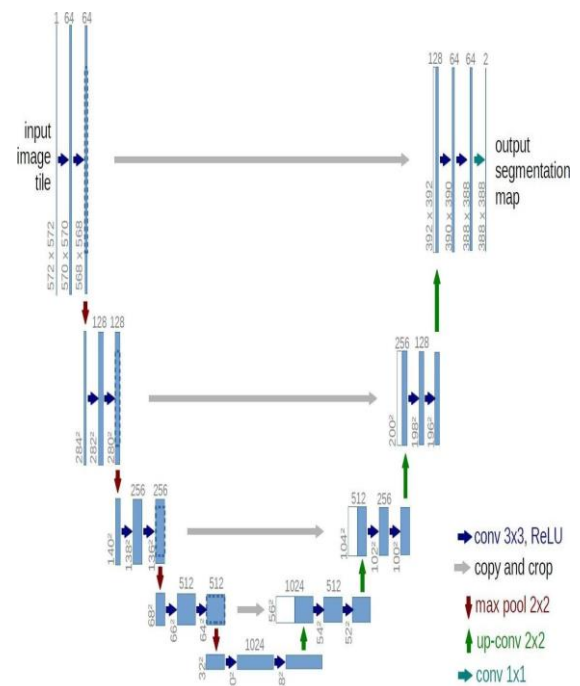 1 64 64
128 64 64 2
input
image
tile
output
segmentation
map
572 x 572
570 x 570
568 x 568
392 x 392
390 x 390
388 x 388
388 x 388
128 128
256 128
284²
282²
280²
200²
198²
196²
256 256
512 256
140²
138²
136²
104²
102²
100²
512 512
1024 512
68²
66²
64²
56²
54²
52²
1024
32²
0²
8²
conv 3x3, ReLU
copy and crop
max pool 2x2
up-conv 2x2
conv 1x1